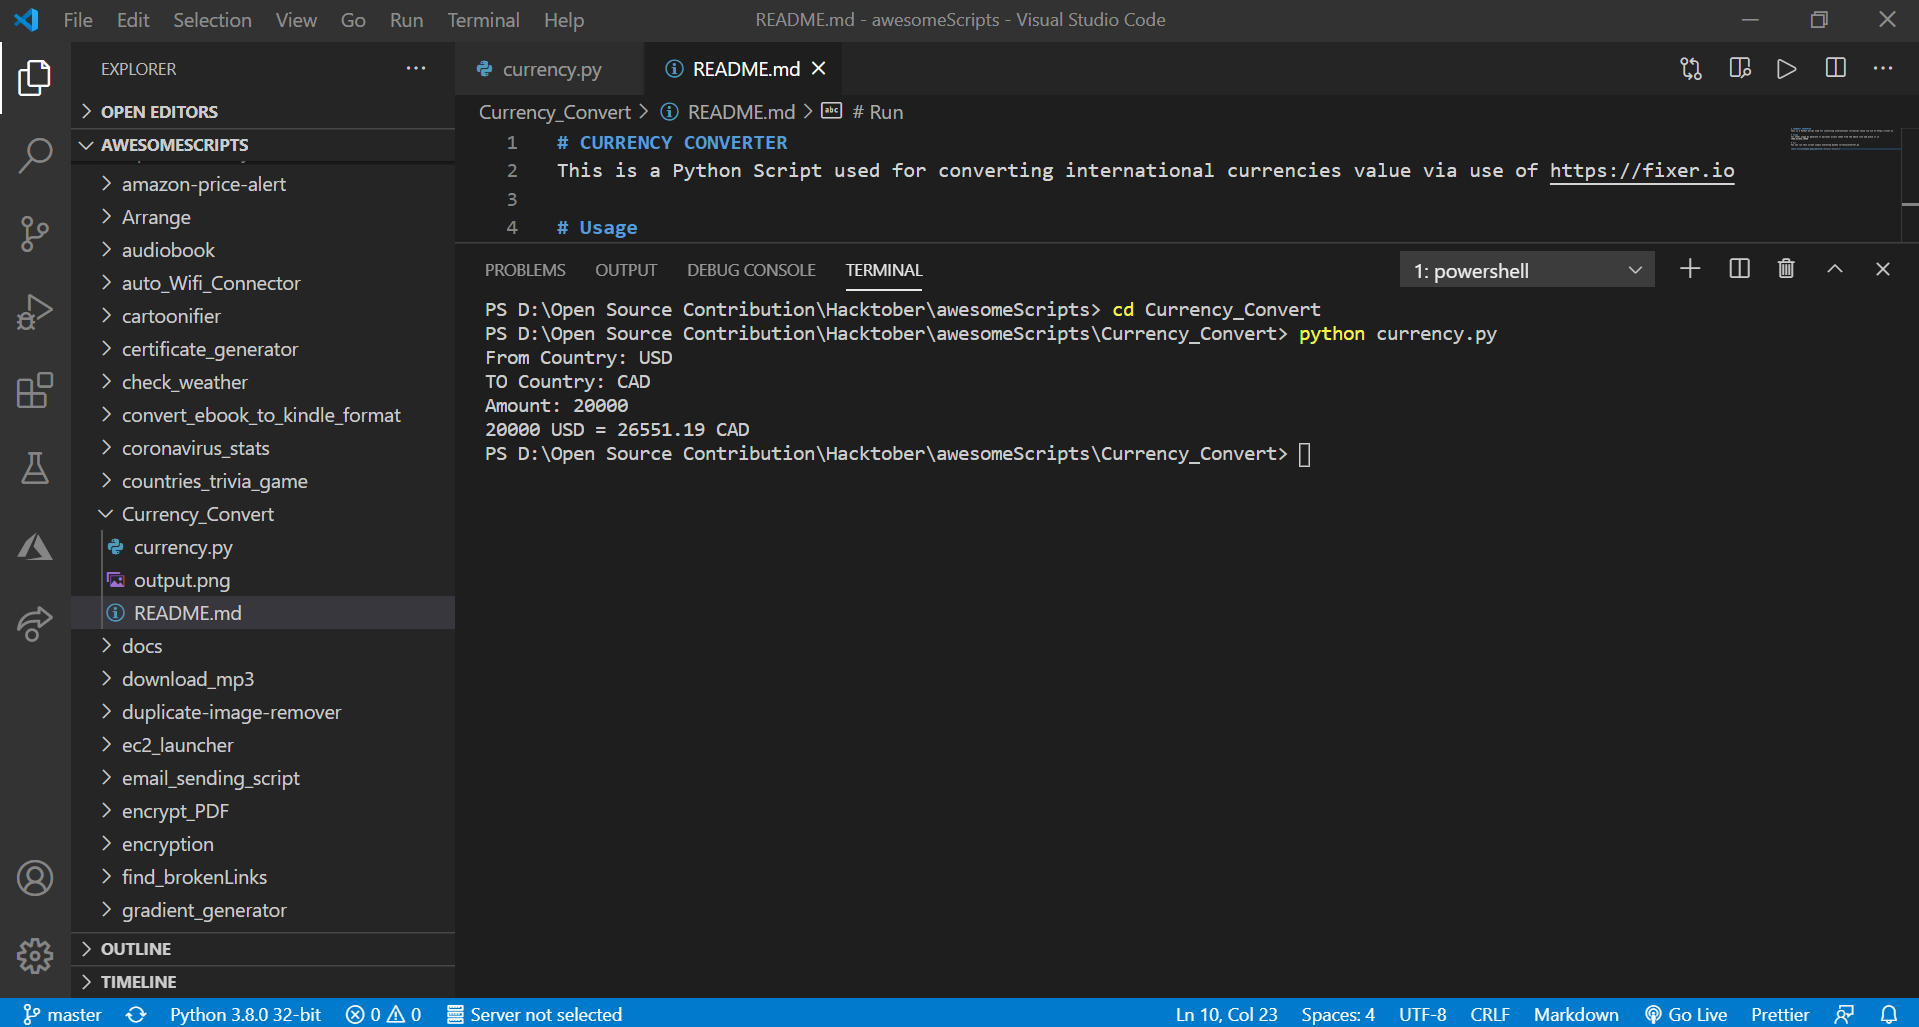 File Edit Selection View Go Run Terminal Help
README.md - awesomeScripts - Visual Studio Code
EXPLORER
OPEN EDITORS
AWESOMESCRIPTS
amazon-price-alert
Arrange
audiobook
auto_Wifi_Connector
cartoonifier
certificate_generator
check_weather
convert_ebook_to_kindle_format
coronavirus_stats
countries_trivia_game
Currency_Convert
currency.py
output.png
README.md
docs
download_mp3
duplicate-image-remover
ec2_launcher
email_sending_script
encrypt_PDF
encryption
find_brokenLinks
gradient_generator
OUTLINE
TIMELINE
currency.py README.md
Currency_Convert > README.md > abc # Run
1 # CURRENCY CONVERTER
2 This is a Python Script used for converting international currencies value via use of https://fixer.io
3
4 # Usage
PROBLEMS OUTPUT DEBUG CONSOLE TERMINAL 1: powershell
PS D:\Open Source Contribution\Hacktober\awesomeScripts> cd Currency_Convert
PS D:\Open Source Contribution\Hacktober\awesomeScripts\Currency_Convert> python currency.py
From Country: USD
TO Country: CAD
Amount: 20000
20000 USD = 26551.19 CAD
PS D:\Open Source Contribution\Hacktober\awesomeScripts\Currency_Convert>
master Python 3.8.0 32-bit 0 0 Server not selected Ln 10, Col 23 Spaces: 4 UTF-8 CRLF Markdown Go Live Prettier